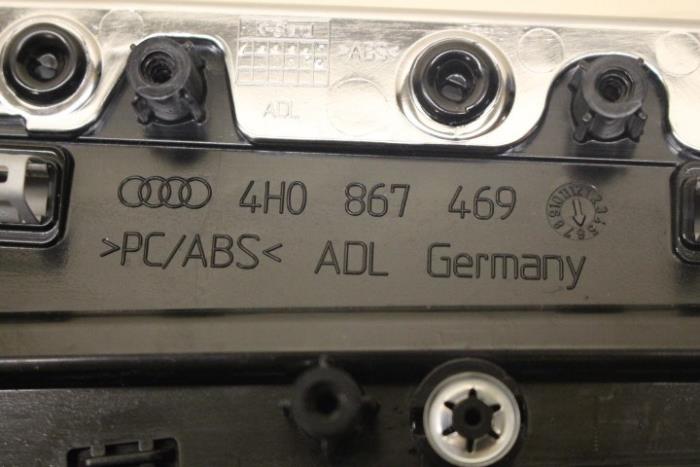 >ABS<
ADL
4H0 867 469
>PC/ABS< ADL Germany